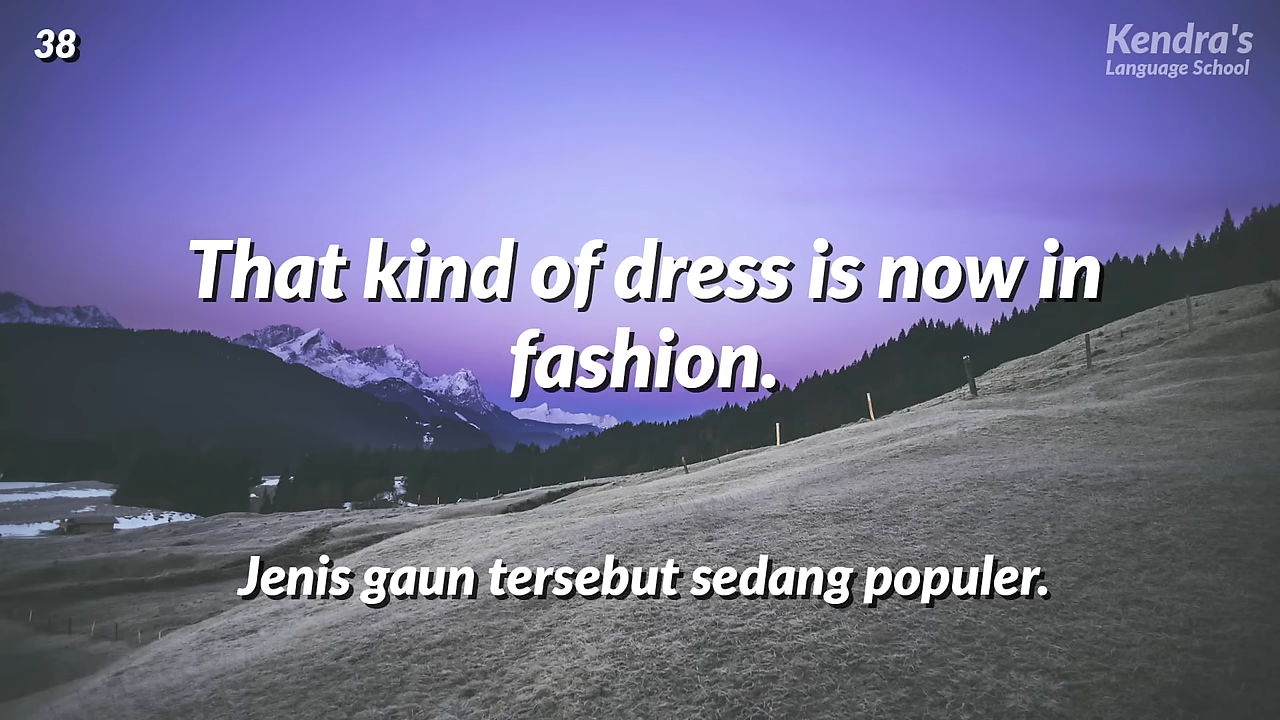 38
Kendra's
Language School
That kind of dress is now in
fashion.
Jenis gaun tersebut sedang populer.